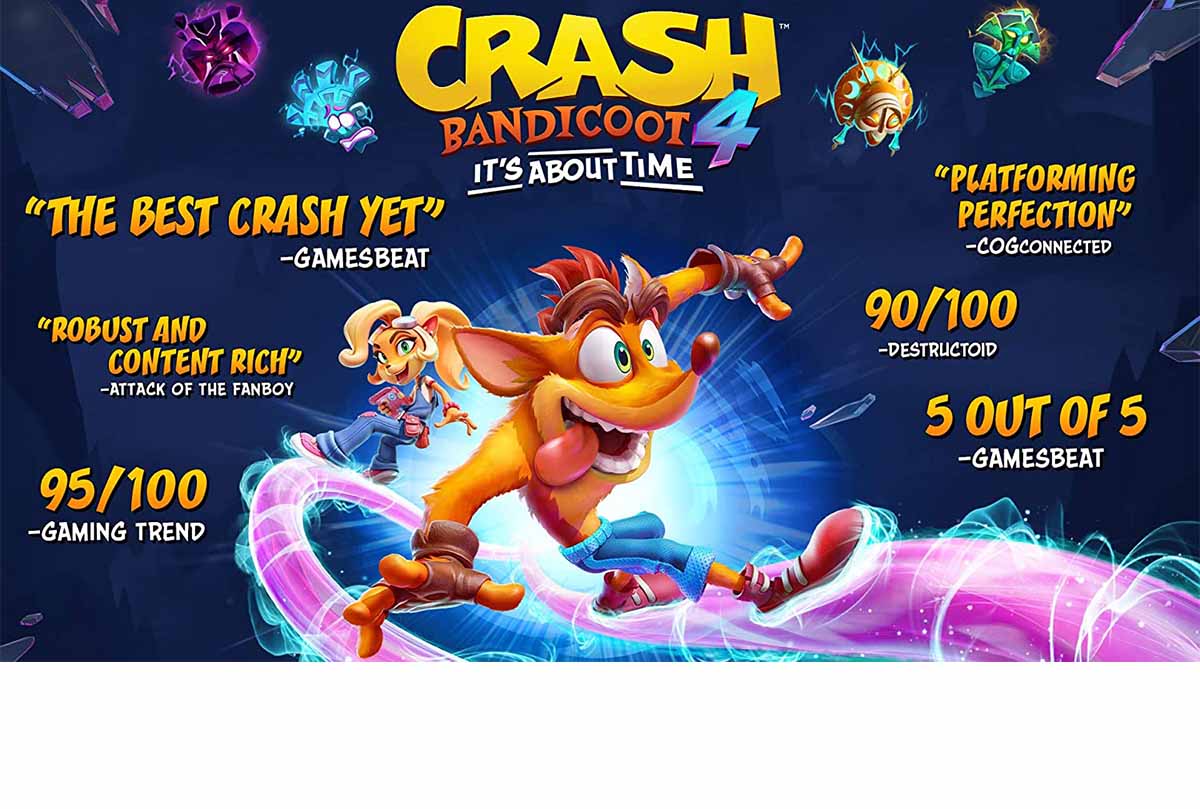 CRASH™
BANDICOOT 4
IT'S ABOUT TIME
"THE BEST CRASH YET"
-GAMESBEAT
"ROBUST AND
CONTENT RICH"
-ATTACK OF THE FANBOY
95/100
-GAMING TREND
"PLATFORMING
PERFECTION"
-COGCONNECTED
90/100
-DESTRUCTOID
5 OUT OF 5
-GAMESBEAT